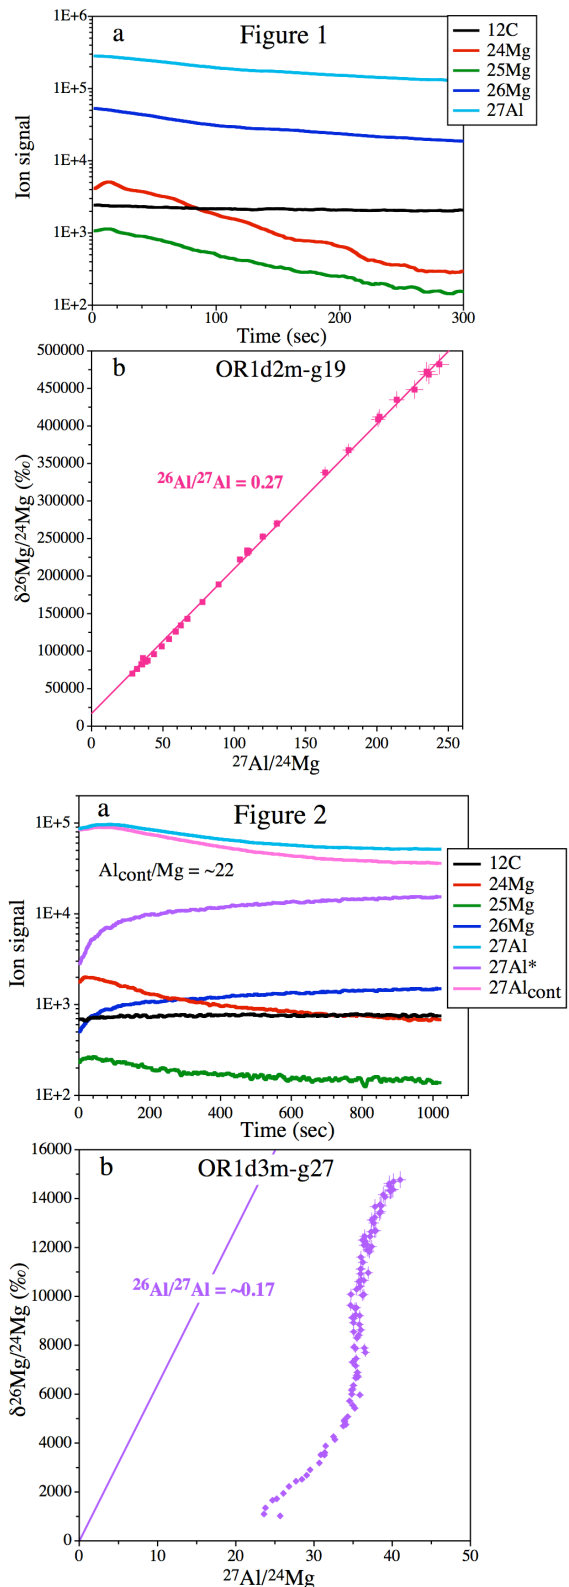 1E+6
a
Figure 1
12C
24Mg
25Mg
26Mg
27Al
1E+5
Ion signal
1E+4
1E+3
1E+2
0
100
200
300
Time (sec)
500000
b
OR1d2m-g19
450000
400000
350000
²⁶Al/²⁷Al = 0.27
300000
250000
200000
150000
100000
50000
0
δ²⁶Mg/²⁴Mg (‰)
0
50
100
150
200
250
²⁷Al/²⁴Mg
a
Figure 2
1E+5
Al_cont/Mg = ~22
12C
24Mg
25Mg
26Mg
27Al
27Al*
27Al_cont
1E+4
Ion signal
1E+3
1E+2
0
200
400
600
800
1000
Time (sec)
16000
b
OR1d3m-g27
14000
12000
²⁶Al/²⁷Al = ~0.17
10000
8000
6000
4000
2000
0
δ²⁶Mg/²⁴Mg (‰)
0
10
20
30
40
50
²⁷Al/²⁴Mg